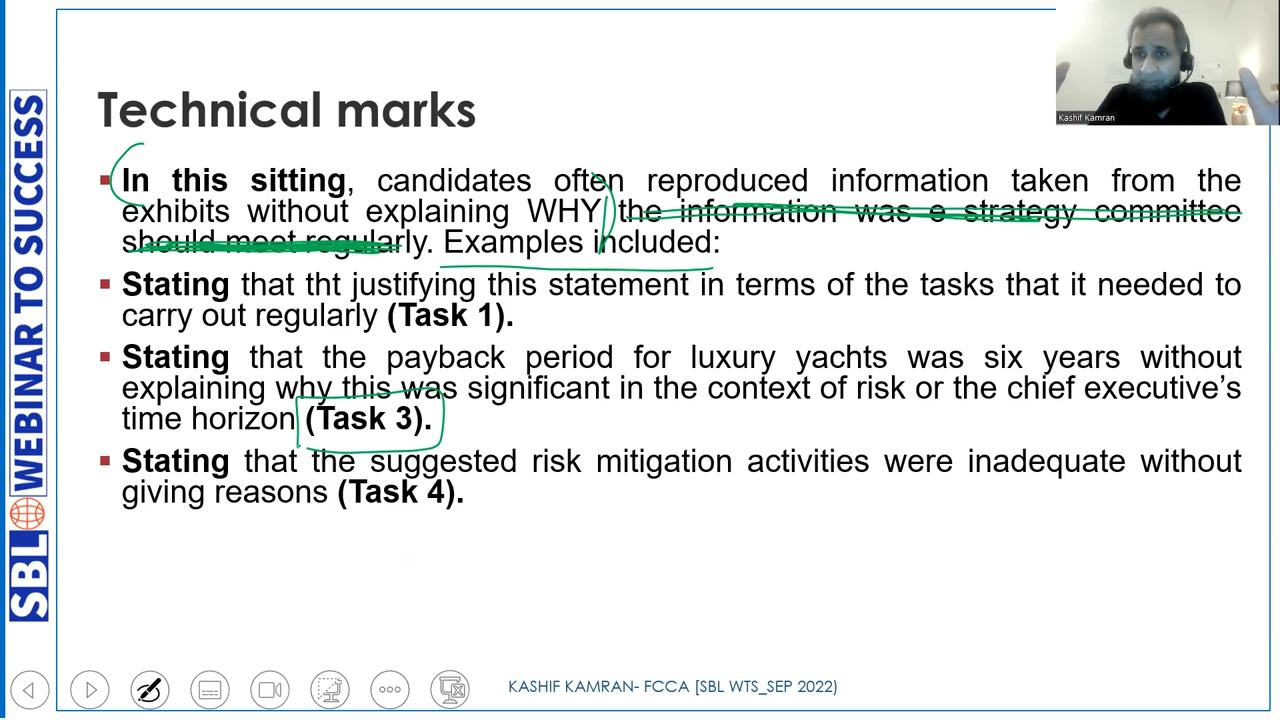 Kashif Kamran
SBL WEBINAR TO SUCCESS
Technical marks
In this sitting, candidates often reproduced information taken from the
exhibits without explaining WHY the information was e strategy committee
should meet regularly. Examples included:
Stating that tht justifying this statement in terms of the tasks that it needed to
carry out regularly (Task 1).
Stating that the payback period for luxury yachts was six years without
explaining why this was significant in the context of risk or the chief executive’s
time horizon (Task 3).
Stating that the suggested risk mitigation activities were inadequate without
giving reasons (Task 4).
KASHIF KAMRAN- FCCA [SBL WTS_SEP 2022)